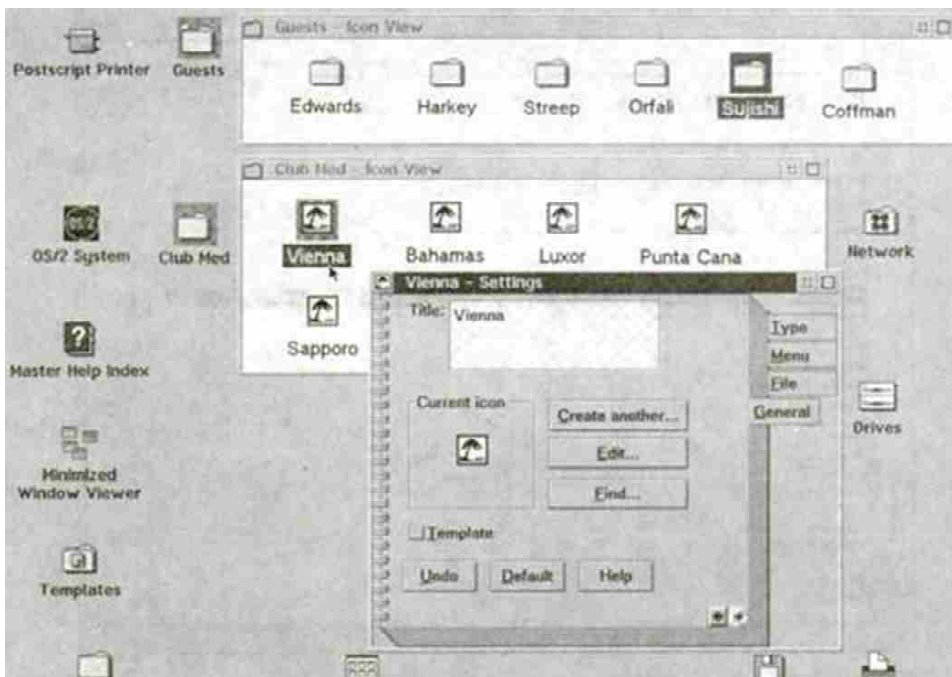 Guests - Icon View
Postscript Printer
Guests
Edwards
Harkey
Streep
Orfali
Sujishi
Coffman
Club Med - Icon View
OS/2
OS/2 System
Club Med
Vienna
Bahamas
Luxor
Punta Cana
Network
Vienna - Settings
Title:
Vienna
Sapporo
Master Help Index
Type
Menu
File
General
Current icon
Create another...
Edit...
Find...
Drives
Minimized
Window Viewer
Template
Templates
Undo
Default
Help